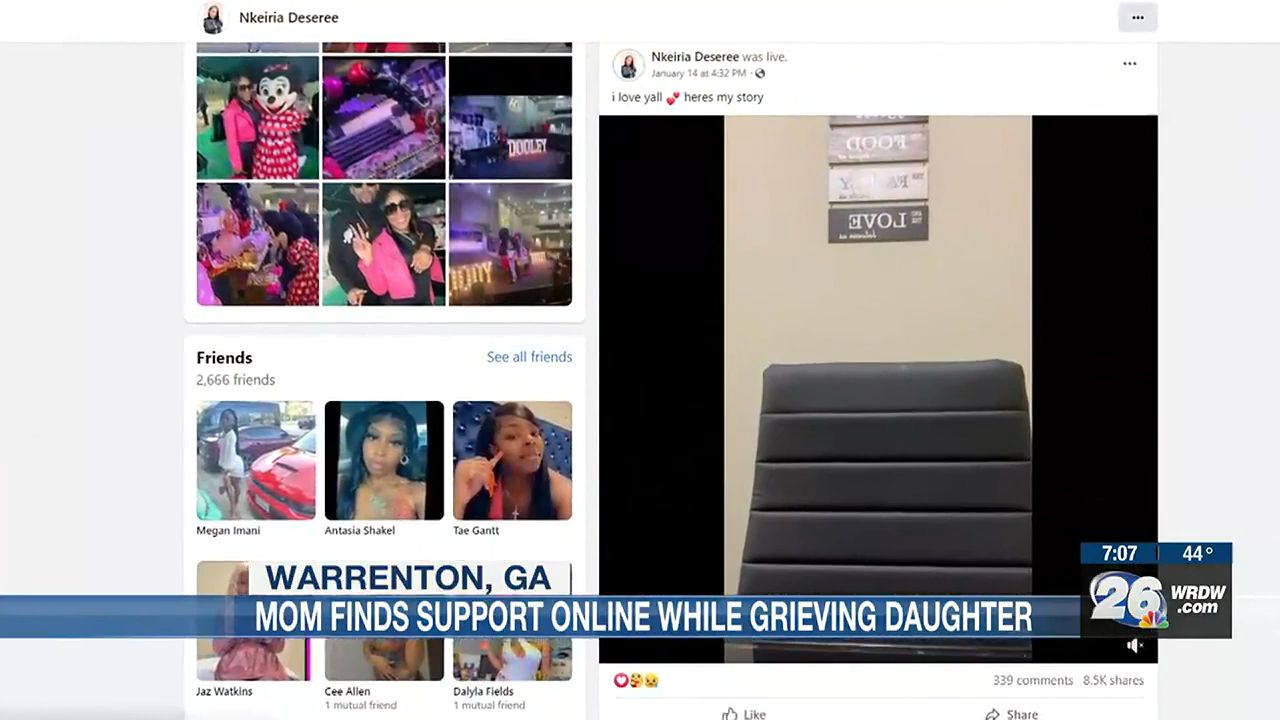 Nkeiria Deseree
Nkeiria Deseree was live.
January 14 at 4:32 PM ·
i love yall 💕 heres my story
DOOLEY
FOOD
LOVE
Friends
See all friends
2,666 friends
Megan Imani
Antasia Shakel
Tae Gantt
WARRENTON, GA
MOM FINDS SUPPORT ONLINE WHILE GRIEVING DAUGHTER
7:07
44°
26
WRDW
.com
Jaz Watkins
Cee Allen
1 mutual friend
Dalyla Fields
1 mutual friend
339 comments
8.5K shares
Like
Share